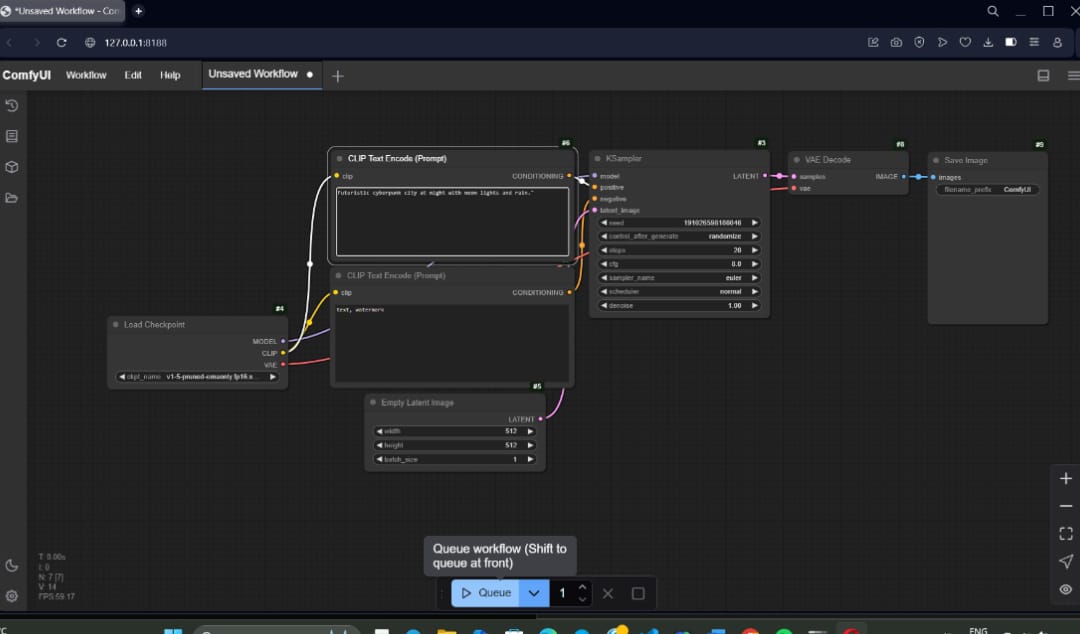 *Unsaved Workflow - Com
127.0.0.1:8188
ComfyUI Workflow Edit Help Unsaved Workflow
#6
CLIP Text Encode (Prompt)
clip CONDITIONING
futuristic cyberpunk city at night with neon lights and rain."
CLIP Text Encode (Prompt)
clip CONDITIONING
text, watermark
#4
Load Checkpoint
MODEL
CLIP
VAE
ckpt_name v1-5-pruned-emaonly-fp16.s...
#5
Empty Latent Image
LATENT
width 512
height 512
batch_size 1
#3
KSampler
model LATENT
positive
negative
latent_image
seed
control_after_generate randomize
steps 20
cfg 8.0
sampler_name euler
scheduler normal
denoise 1.00
#8
VAE Decode
samples IMAGE
vae
#9
Save Image
images
filename_prefix ComfyUI
T: 0.00s
I: 0
N: 7 [7]
V: 14
FPS:59.17
Queue workflow (Shift to
queue at front)
Queue 1
ENG